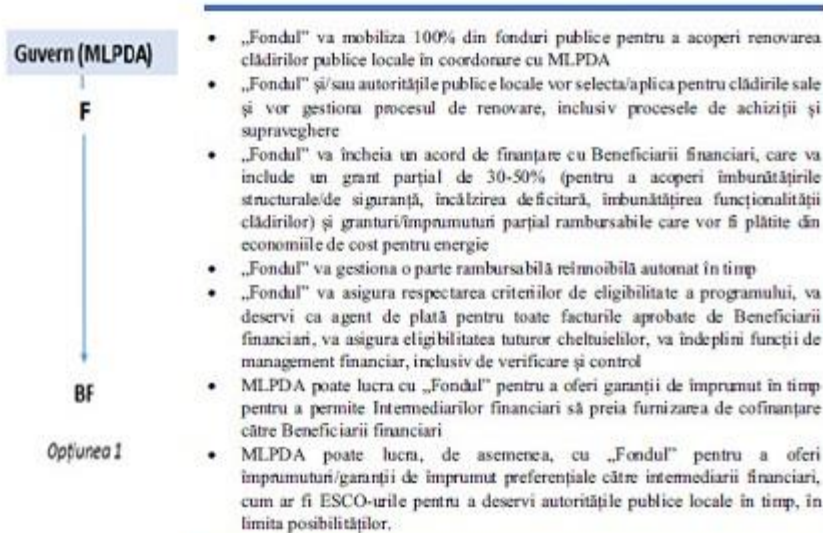 Guvern (MLPDA)
F
BF
Opțiunea 1
• „Fondul” va mobiliza 100% din fonduri publice pentru a acoperi renovarea
clădirilor publice locale în coordonare cu MLPDA
• „Fondul” și/sau autoritățile publice locale vor selecta/aplica pentru clădirile sale
și vor gestiona procesul de renovare, inclusiv procesele de achiziții și
supraveghere
• „Fondul” va încheia un acord de finanțare cu Beneficiarii financiari, care va
include un grant parțial de 30-50% (pentru a acoperi îmbunătățirile
structurale/de siguranță, încălzirea deficitară, îmbunătățirea funcționalității
clădirilor) și granturi/împrumuturi parțial rambursabile care vor fi plătite din
economiile de cost pentru energie
• „Fondul” va gestiona o parte rambursabilă reînnoibilă automat în timp
• „Fondul” va asigura respectarea criteriilor de eligibilitate a programului, va
deservi ca agent de plată pentru toate facturile aprobate de Beneficiarii
financiari, va asigura eligibilitatea tuturor cheltuielilor, va îndeplini funcții de
management financiar, inclusiv de verificare și control
• MLPDA poate lucra cu „Fondul” pentru a oferi garanții de împrumut în timp
pentru a permite Intermediarilor financiari să preia furnizarea de cofinanțare
către Beneficiarii financiari
• MLPDA poate lucra, de asemenea, cu „Fondul” pentru a oferi
împrumuturi/garanții de împrumut preferențiale către intermediarii financiari,
cum ar fi ESCO-urile pentru a deservi autoritățile publice locale în timp, în
limita posibilităților.